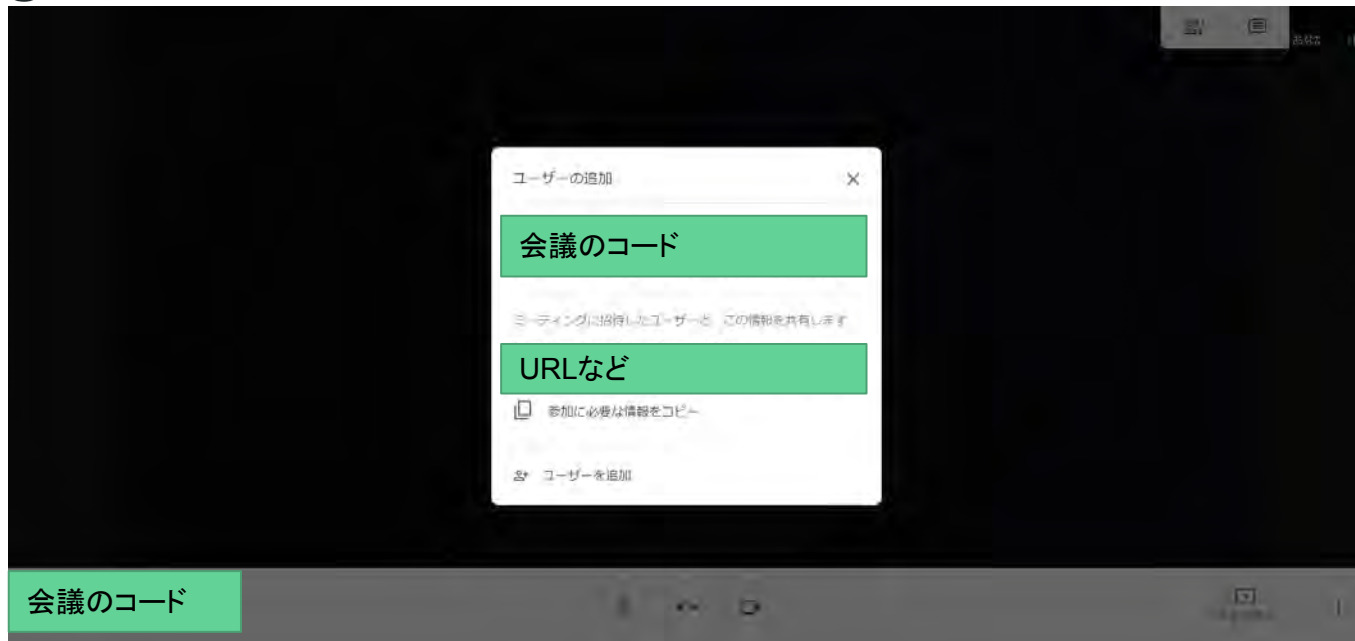 あなた
ユーザーの追加
会議のコード
ミーティングに招待したユーザーと、この情報を共有します
URLなど
参加に必要な情報をコピー
ユーザーを追加
会議のコード